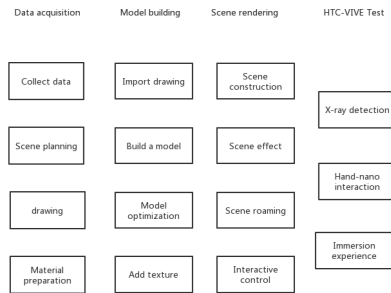 Data acquisition
Model building
Scene rendering
HTC-VIVE Test
Collect data
Import drawing
Scene
construction
X-ray detection
Scene planning
Build a model
Scene effect
Hand-nano
interaction
drawing
Model
optimization
Scene roaming
Immersion
experience
Material
preparation
Add texture
Interactive
control